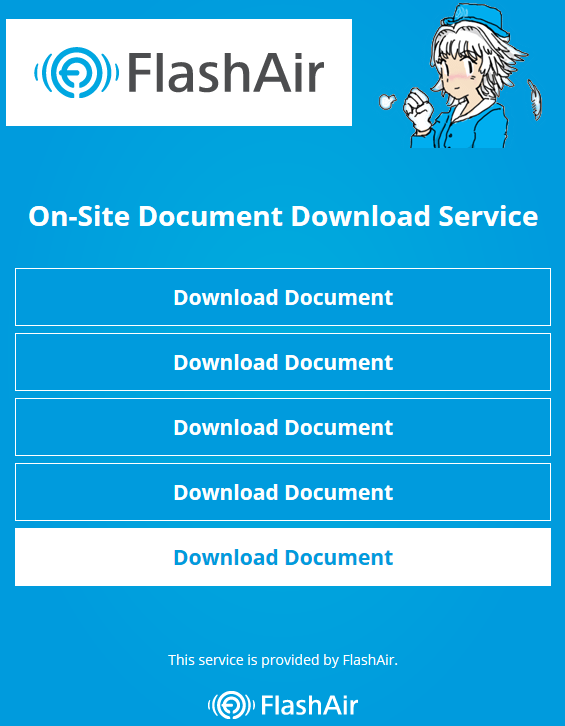 FlashAir
On-Site Document Download Service
Download Document
Download Document
Download Document
Download Document
Download Document
This service is provided by FlashAir.
FlashAir